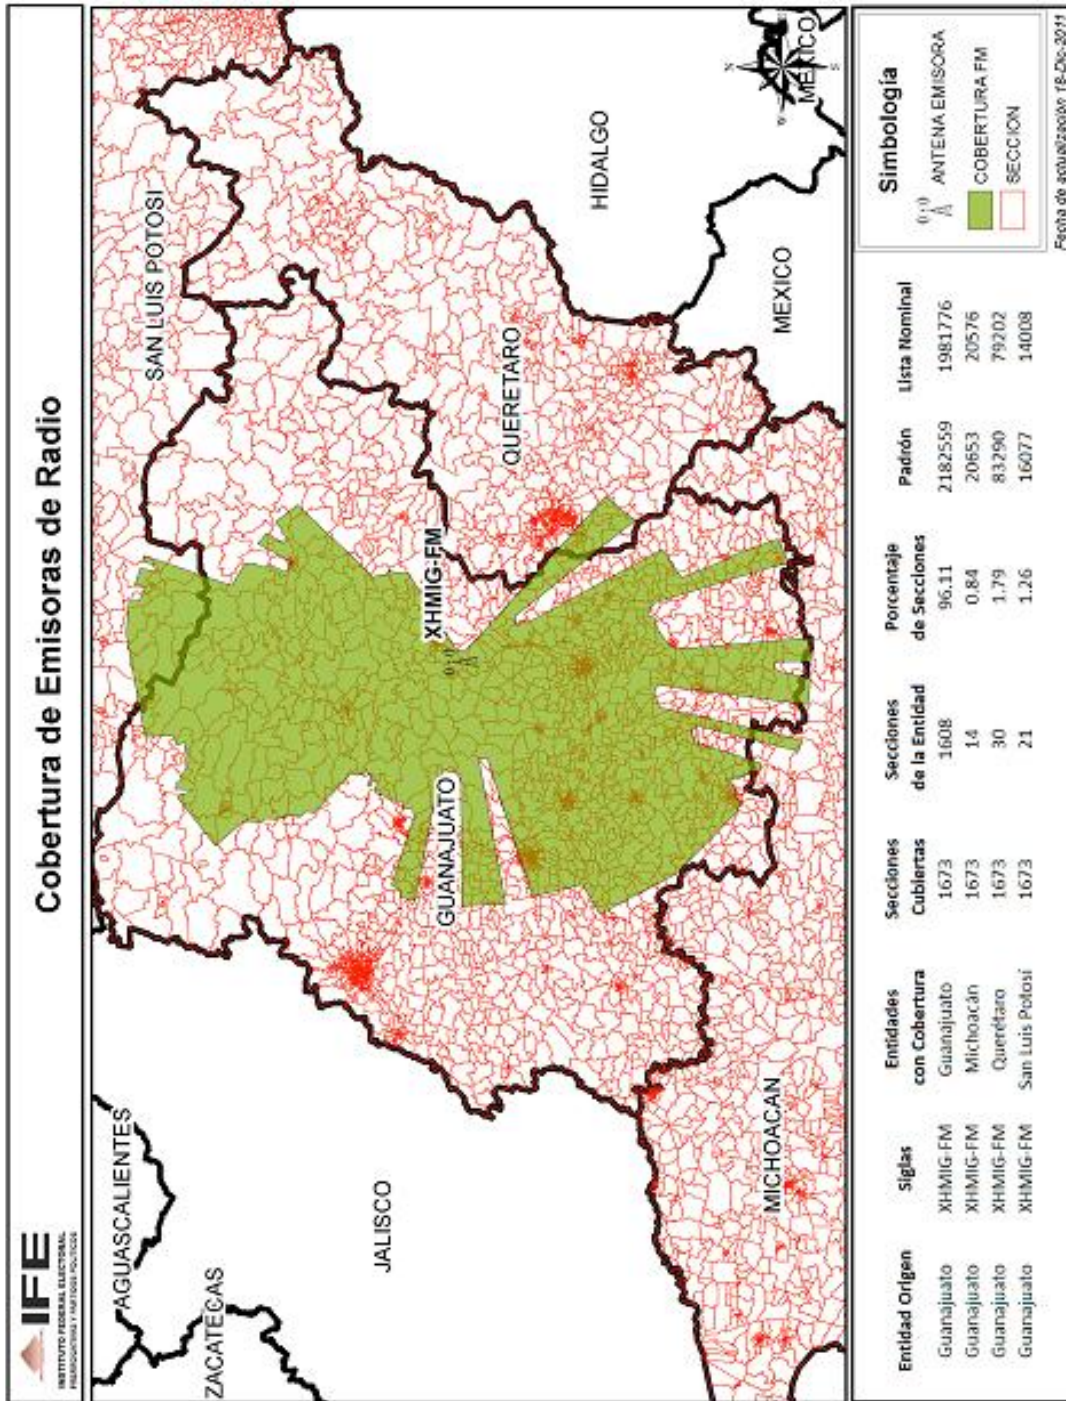 IFE
INSTITUTO FEDERAL ELECTORAL
PRERROGATIVAS Y PARTIDOS POLITICOS
Cobertura de Emisoras de Radio
AGUASCALIENTES
ZACATECAS
SAN LUIS POTOSI
JALISCO
GUANAJUATO
XHMIG-FM
QUERETARO
HIDALGO
MICHOACAN
MEXICO
MEXICO
N
S
Entidad Origen Siglas Entidades con Cobertura Secciones Cubiertas Secciones de la Entidad Porcentaje de Secciones Padrón Lista Nominal
Guanajuato XHMIG-FM Guanajuato 1673 1608 96.11 2182559 1981776
Guanajuato XHMIG-FM Michoacán 1673 14 0.84 20653 20576
Guanajuato XHMIG-FM Querétaro 1673 30 1.79 83290 79202
Guanajuato XHMIG-FM San Luis Potosí 1673 21 1.26 16077 14008
Simbología
ANTENA EMISORA
COBERTURA FM
SECCION
Fecha de actualización 18-Dic-2011